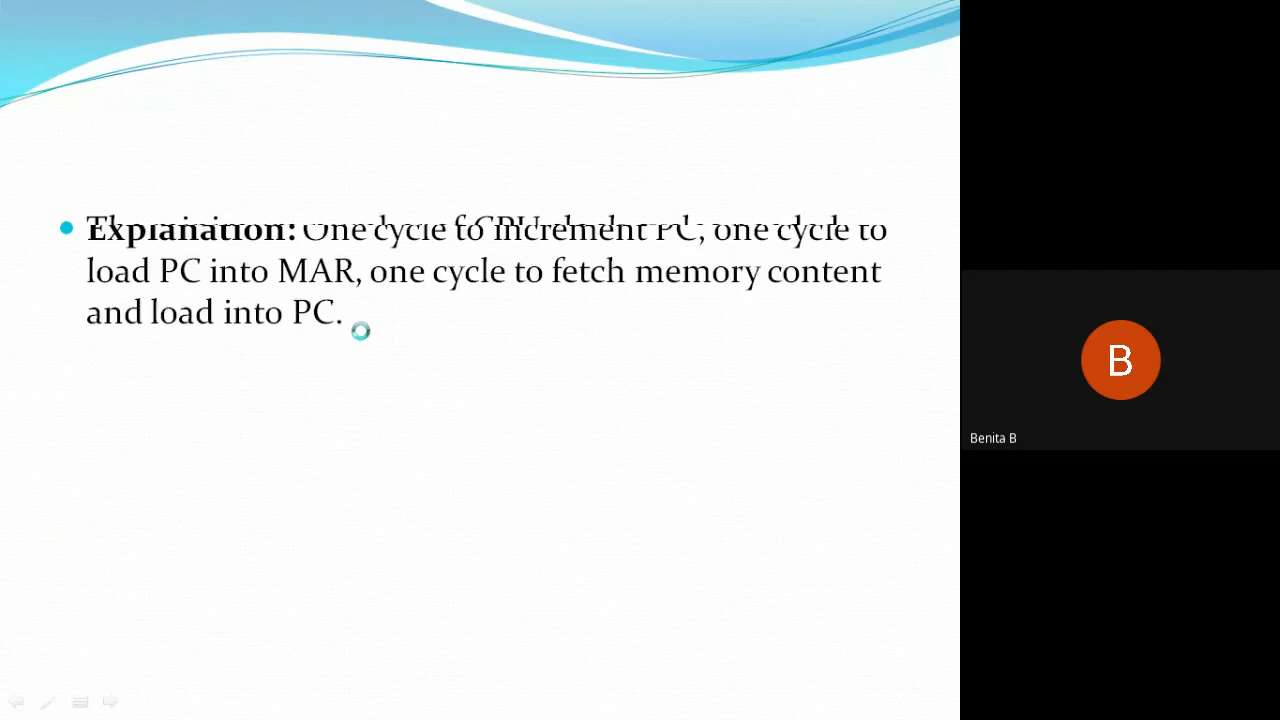 Explanation: One cycle to increment PC, one cycle to
load PC into MAR, one cycle to fetch memory content
and load into PC.
B
Benita B